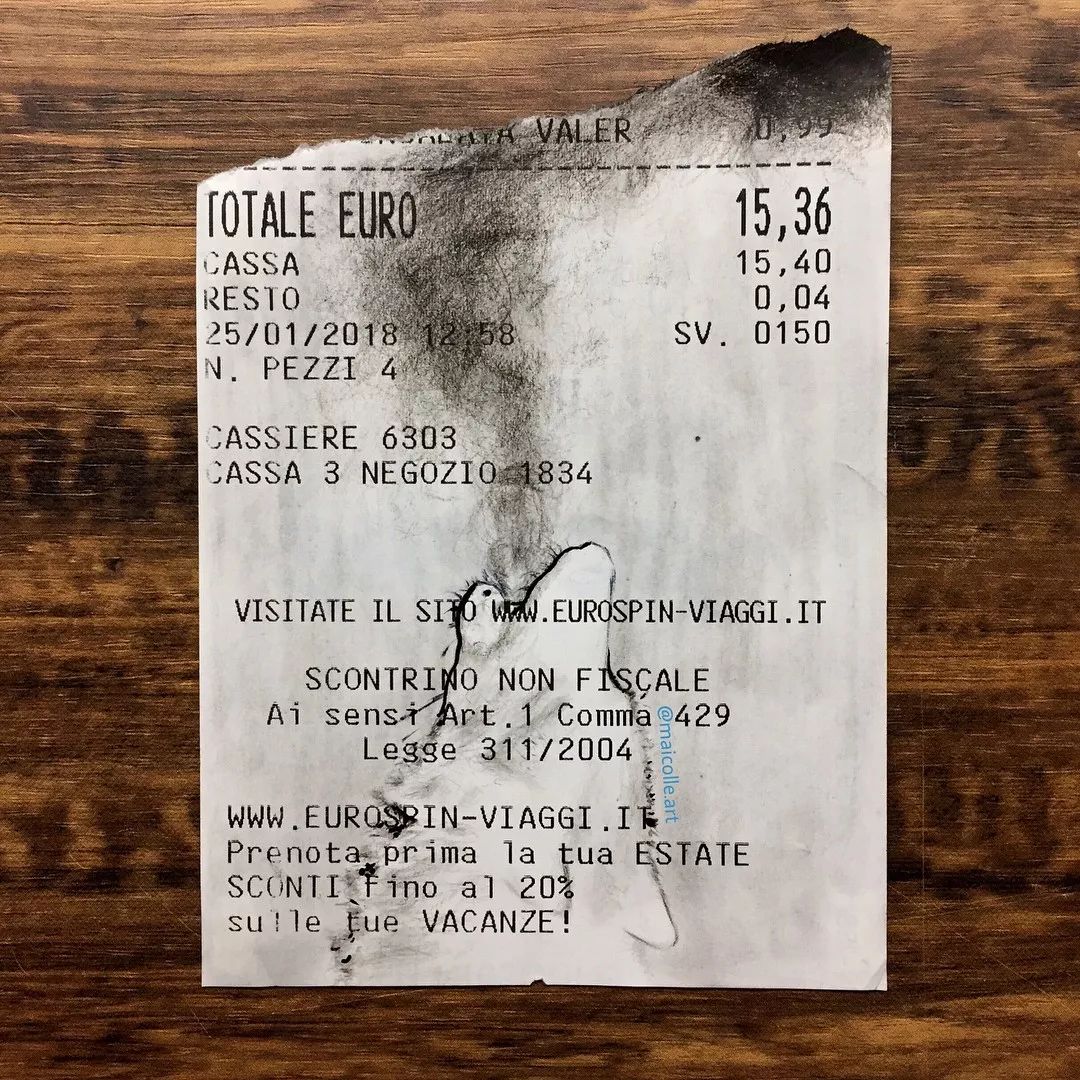 VALER 0,99
TOTALE EURO 15,36
CASSA 15,40
RESTO 0,04
25/01/2018 12:58 SV. 0150
N. PEZZI 4
CASSIERE 6303
CASSA 3 NEGOZIO 1834
VISITATE IL SITO WWW.EUROSPIN-VIAGGI.IT
SCONTRINO NON FISCALE
Ai sensi Art.1 Comma 429
Legge 311/2004
@maicolle.art
WWW.EUROSPIN-VIAGGI.IT
Prenota prima la tua ESTATE
SCONTI fino al 20%
sulle tue VACANZE!